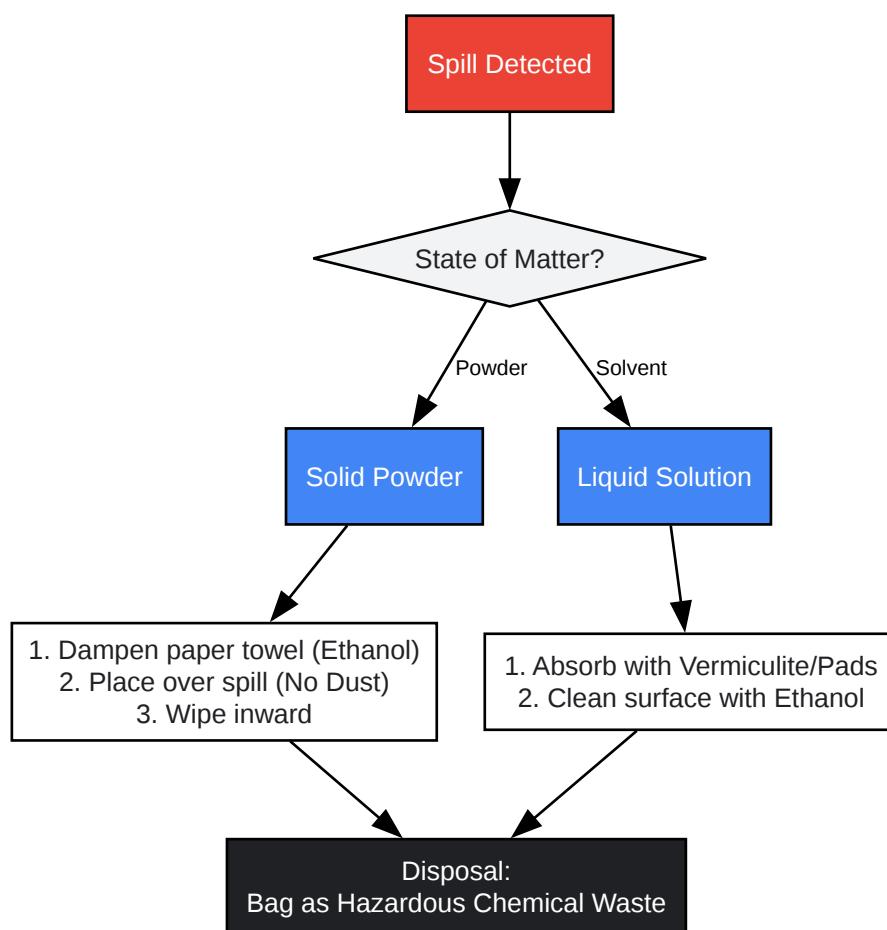 Spill Detected
State of Matter?
Powder
Solvent
Solid Powder
Liquid Solution
1. Dampen paper towel (Ethanol)
2. Place over spill (No Dust)
3. Wipe inward
1. Absorb with Vermiculite/Pads
2. Clean surface with Ethanol
Disposal:
Bag as Hazardous Chemical Waste